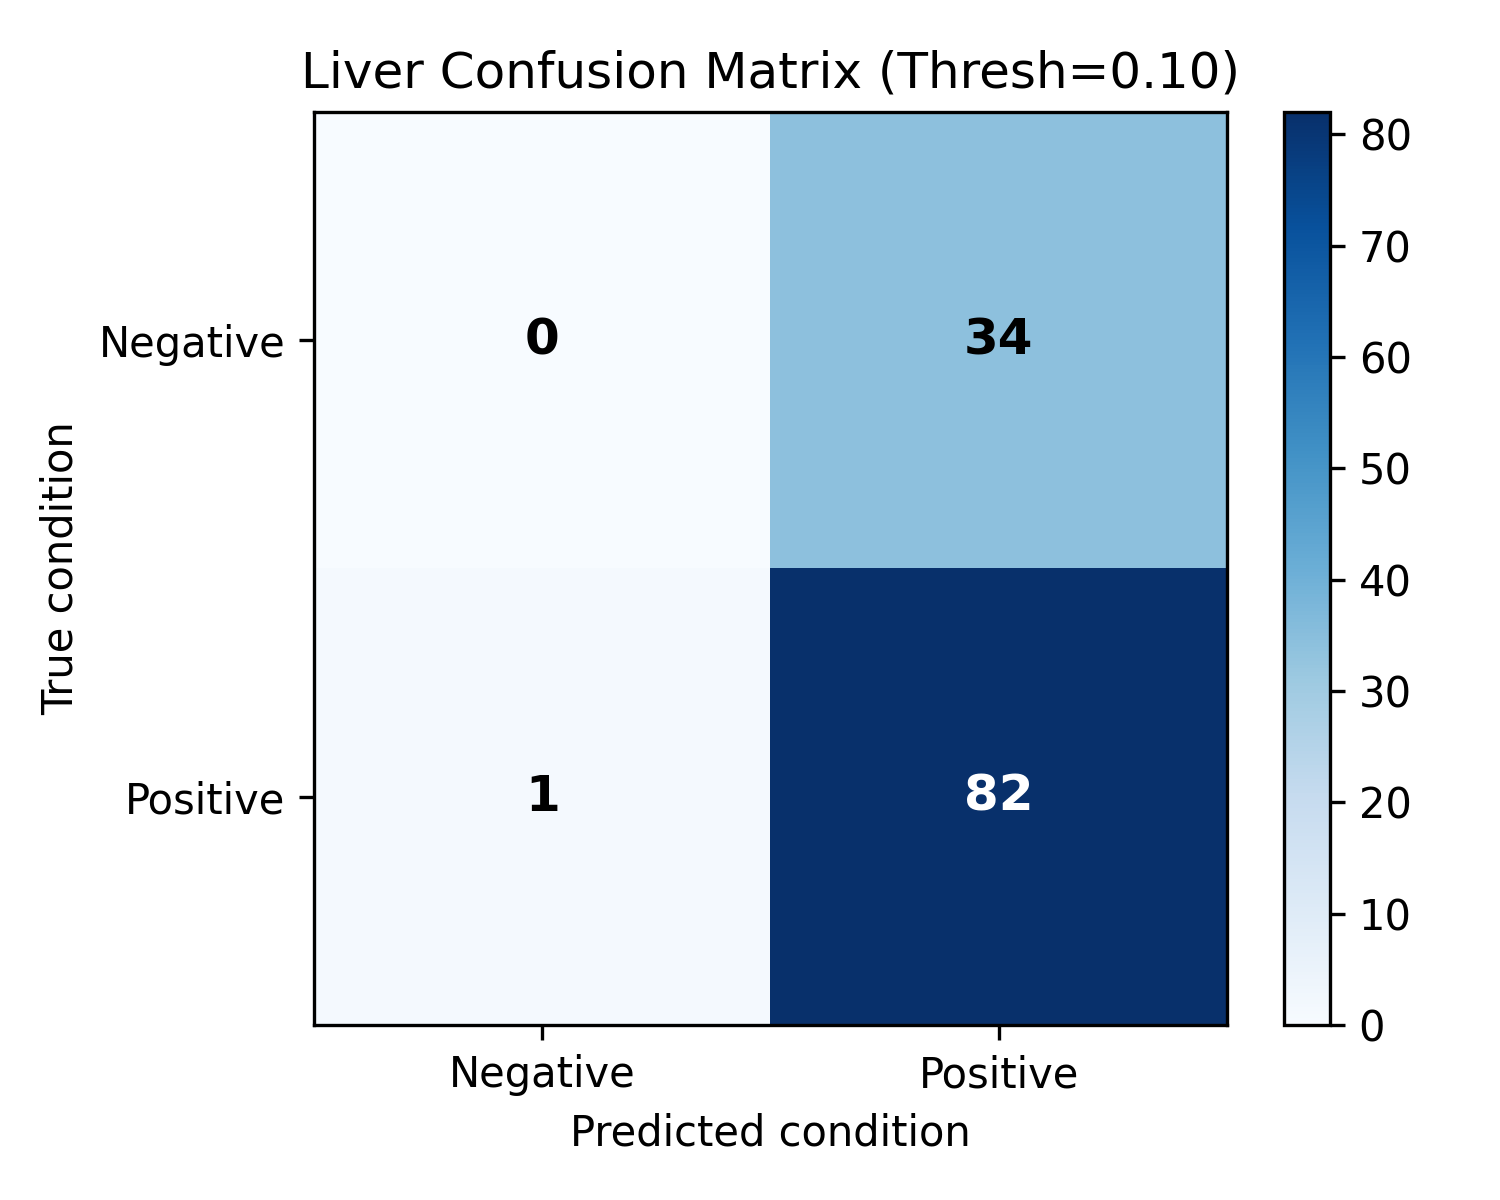 Liver Confusion Matrix (Thresh=0.10)
True condition
Negative
Positive
0
34
1
82
Negative
Positive
Predicted condition
80
70
60
50
40
30
20
10
0